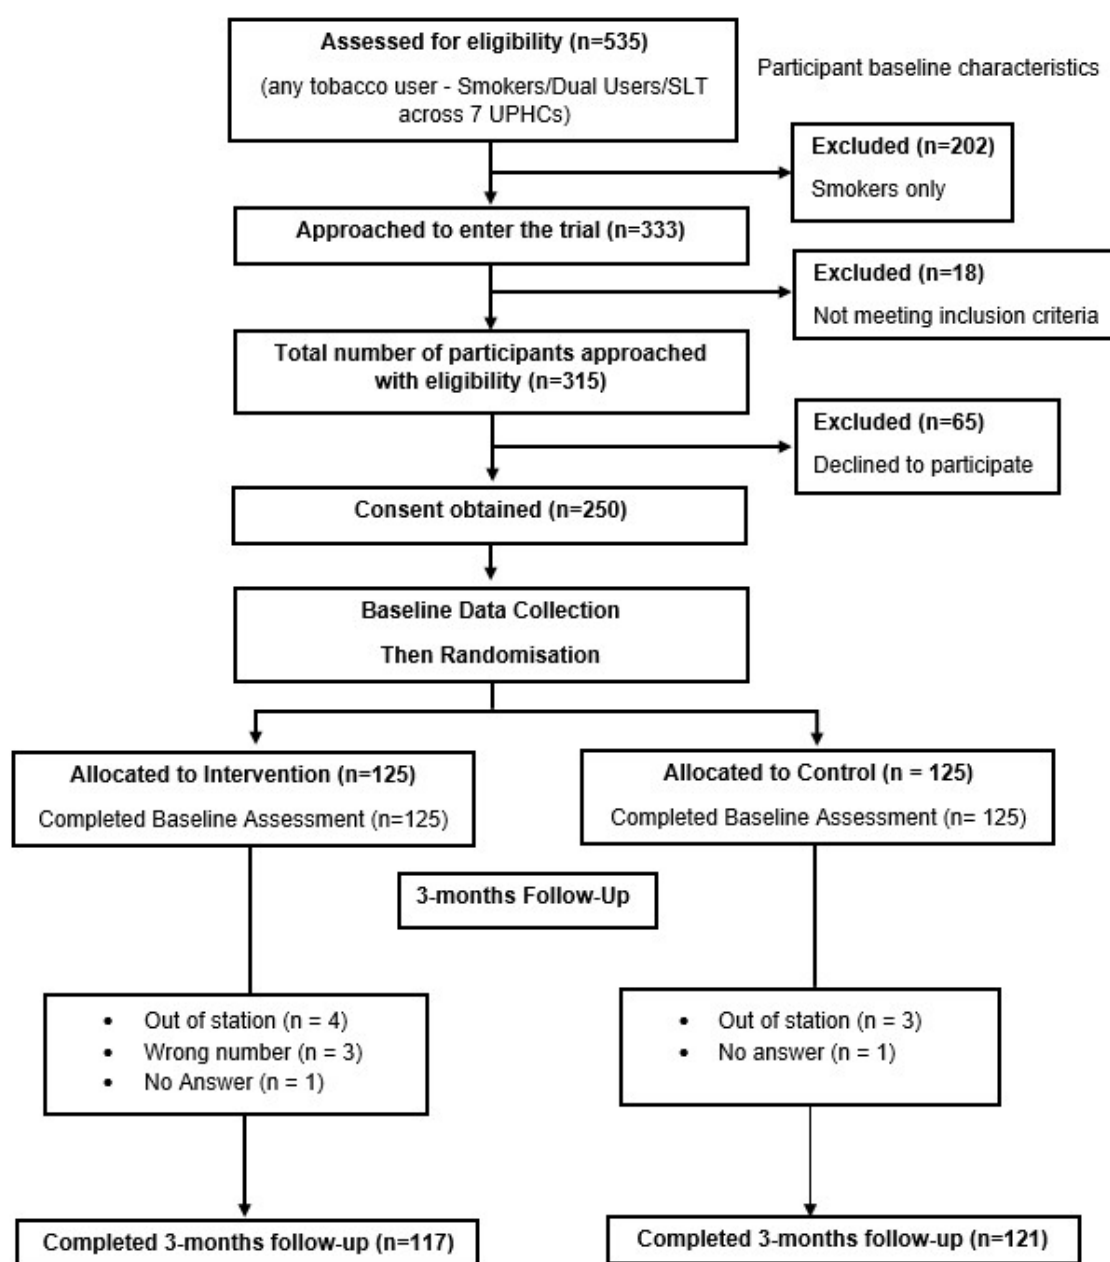 Assessed for eligibility (n=535)
(any tobacco user - Smokers/Dual Users/SLT
across 7 UPHCs)
Participant baseline characteristics
Excluded (n=202)
Smokers only
Approached to enter the trial (n=333)
Excluded (n=18)
Not meeting inclusion criteria
Total number of participants approached
with eligibility (n=315)
Excluded (n=65)
Declined to participate
Consent obtained (n=250)
Baseline Data Collection
Then Randomisation
Allocated to Intervention (n=125)
Completed Baseline Assessment (n=125)
Allocated to Control (n = 125)
Completed Baseline Assessment (n= 125)
3-months Follow-Up
• Out of station (n = 4)
• Wrong number (n = 3)
• No Answer (n = 1)
• Out of station (n = 3)
• No answer (n = 1)
Completed 3-months follow-up (n=117)
Completed 3-months follow-up (n=121)